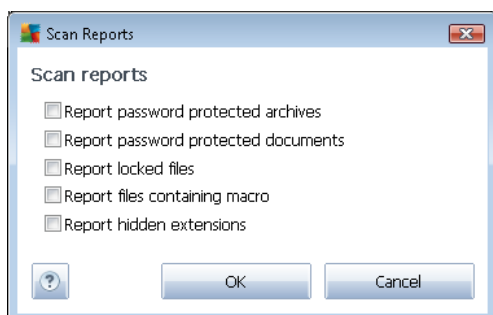 Scan Reports
Scan reports
Report password protected archives
Report password protected documents
Report locked files
Report files containing macro
Report hidden extensions
?
OK
Cancel